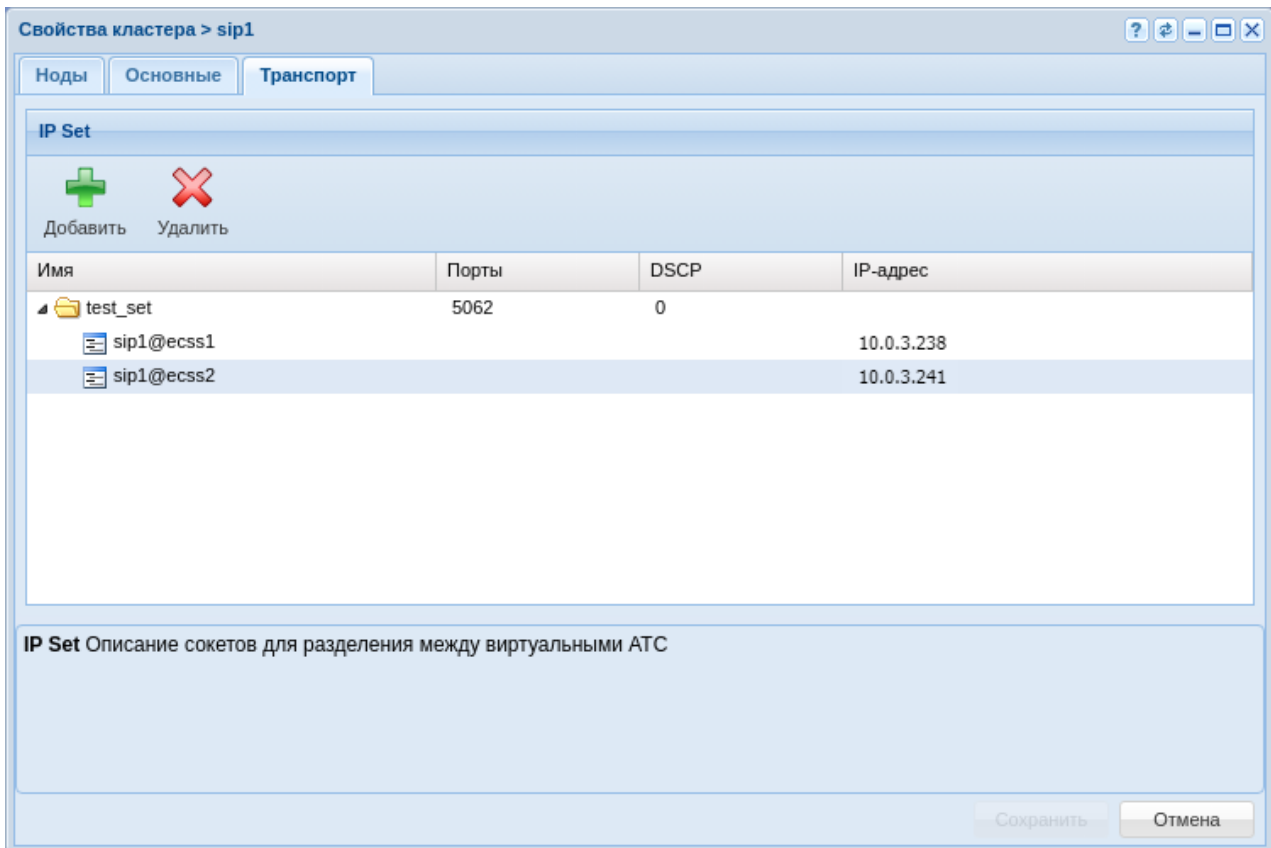 Свойства кластера > sip1
Ноды Основные Транспорт
IP Set
Добавить Удалить
Имя Порты DSCP IP-адрес
test_set 5062 0
sip1@ecss1 10.0.3.238
sip1@ecss2 10.0.3.241
IP Set Описание сокетов для разделения между виртуальными АТС
Сохранить Отмена